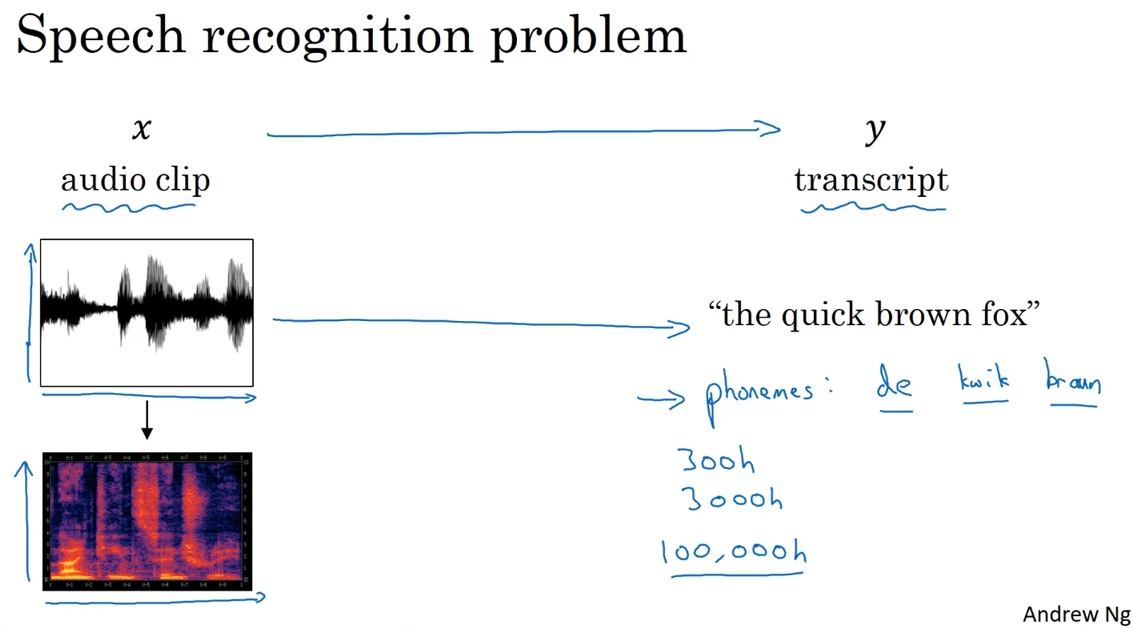 Speech recognition problem
x y
audio clip transcript
"the quick brown fox"
phonemes: de kwik braun
300h
3000h
100,000h
Andrew Ng